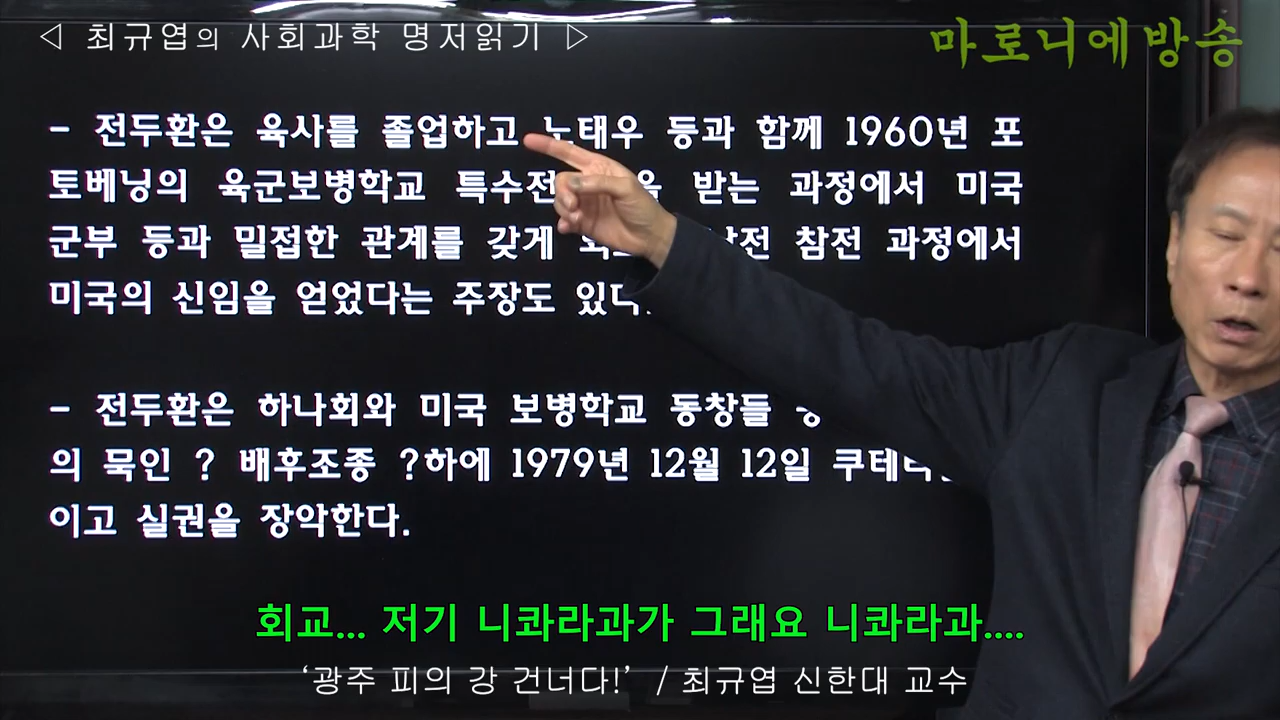 ◁ 최규엽의 사회과학 명저읽기 ▷
마로니에방송
- 전두환은 육사를 졸업하고 노태우 등과 함께 1960년 포
토베닝의 육군보병학교 받는 과정에서 미국
군부 등과 밀접한 관계를 갖게 참전 과정에서
미국의 신임을 얻었다는 주장도 있다.
- 전두환은 하나회와 미국 보병학교 동창들
의 묵인 ? 배후조종 ?하에 1979년 12월 12일
이고 실권을 장악한다.
회교... 저기 니콰라과가 그래요 니콰라과....
‘광주 피의 강 건너다!’ / 최규엽 신한대 교수